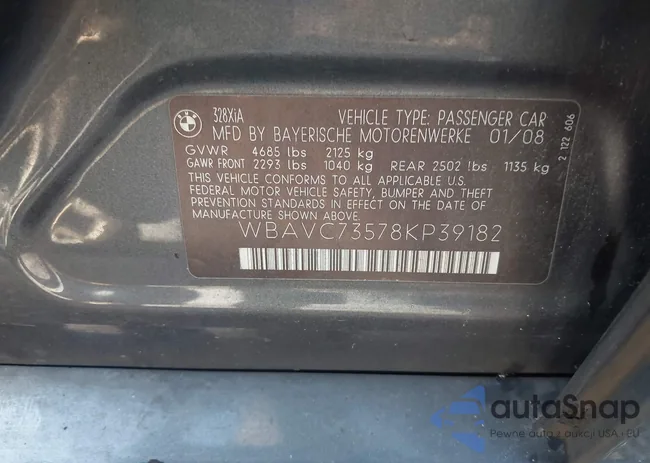 BMW
328XiA
VEHICLE TYPE: PASSENGER CAR
MFD BY BAYERISCHE MOTORENWERKE 01/08
GVWR 4685 lbs 2125 kg
GAWR FRONT 2293 lbs 1040 kg REAR 2502 lbs 1135 kg
THIS VEHICLE CONFORMS TO ALL APPLICABLE U.S.
FEDERAL MOTOR VEHICLE SAFETY, BUMPER AND THEFT
PREVENTION STANDARDS IN EFFECT ON THE DATE OF
MANUFACTURE SHOWN ABOVE.
WBAVC73578KP39182
2 122 606
autoSnap
Pewne auta z aukcji USA i EU